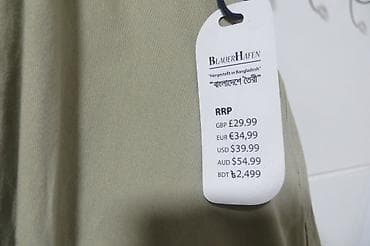 BLAUERHAFEN
"Hergestellt in Bangladesh"
"বাংলাদেশে তৈরী"
RRP
GBP £29.99
EUR €34,99
USD $39.99
AUD $54.99
BDT ৳2,499